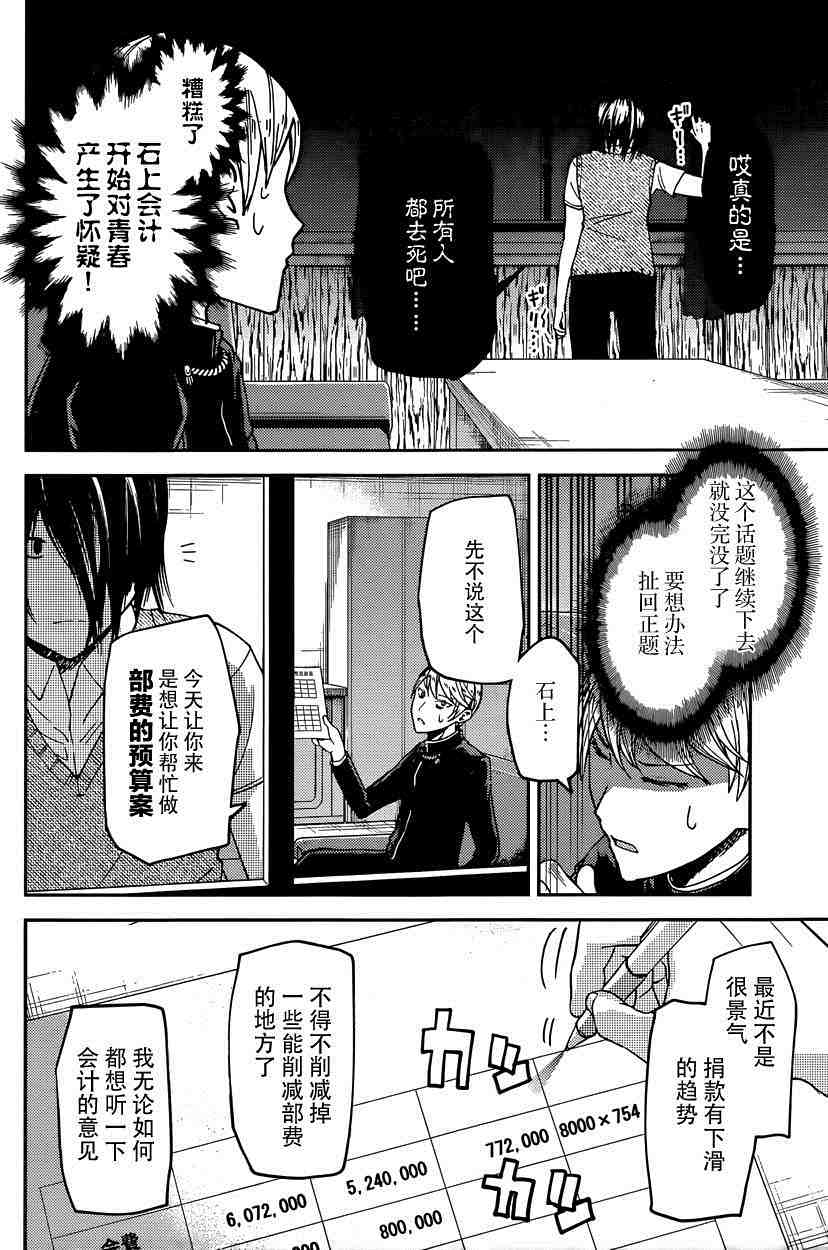 哎真的是…
ギリ…
ギリ…
所有人
都去死吧
……
糟糕了
石上会计
开始对青春
产生了怀疑！
这个话题继续下去
就没完没了了
要想办法
扯回正题
石上…
先不说这个
今天让你来
是想让你帮忙做
部费的预算案
最近不是
很景气
捐款有下滑
的趋势
カッ
不得不削减掉
一些能削减部费
的地方了
カッ
我无论如何
都想听一下
会计的意见
772,000 8000×754
6,072,000 5,240,000
800,000
会費